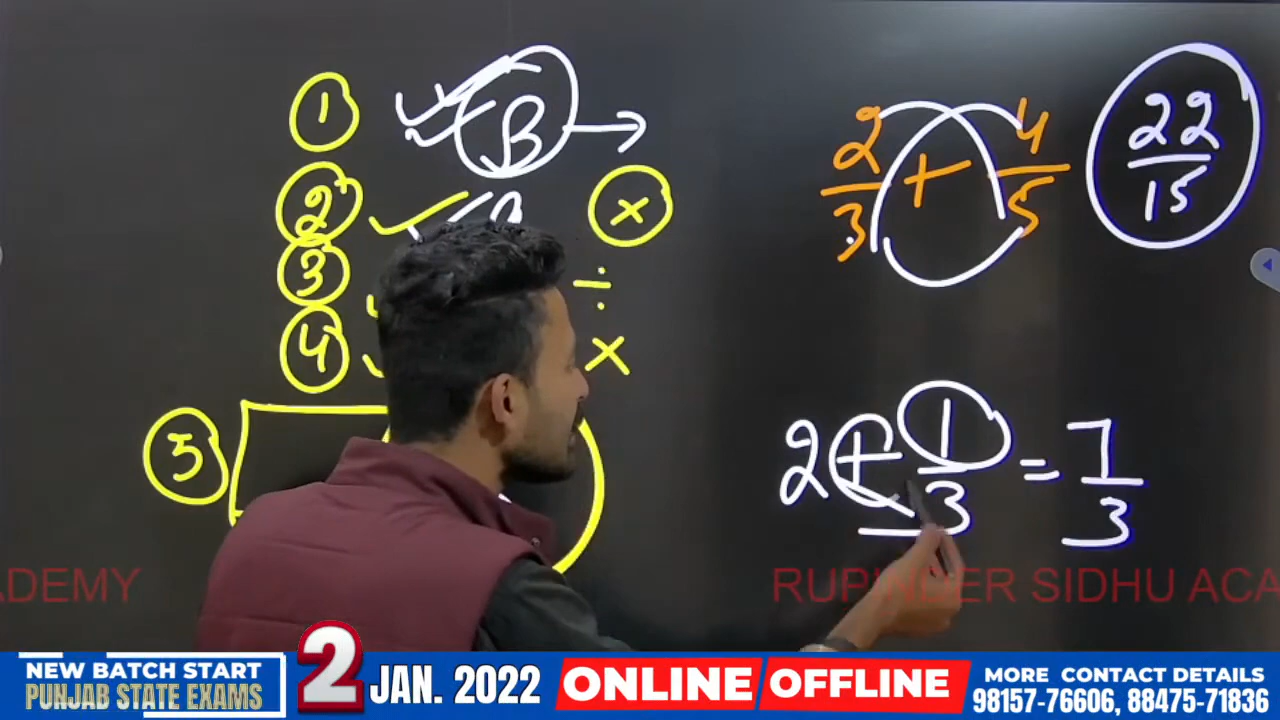 1 B →
2 ×
3 ÷
4 ×
5
2/3 + 4/5 22/15
2 + 1/3 = 7/3
ADEMY
RUPINDER SIDHU ACA
NEW BATCH START
PUNJAB STATE EXAMS
2 JAN. 2022
ONLINE OFFLINE
MORE CONTACT DETAILS
98157-76606, 88475-71836